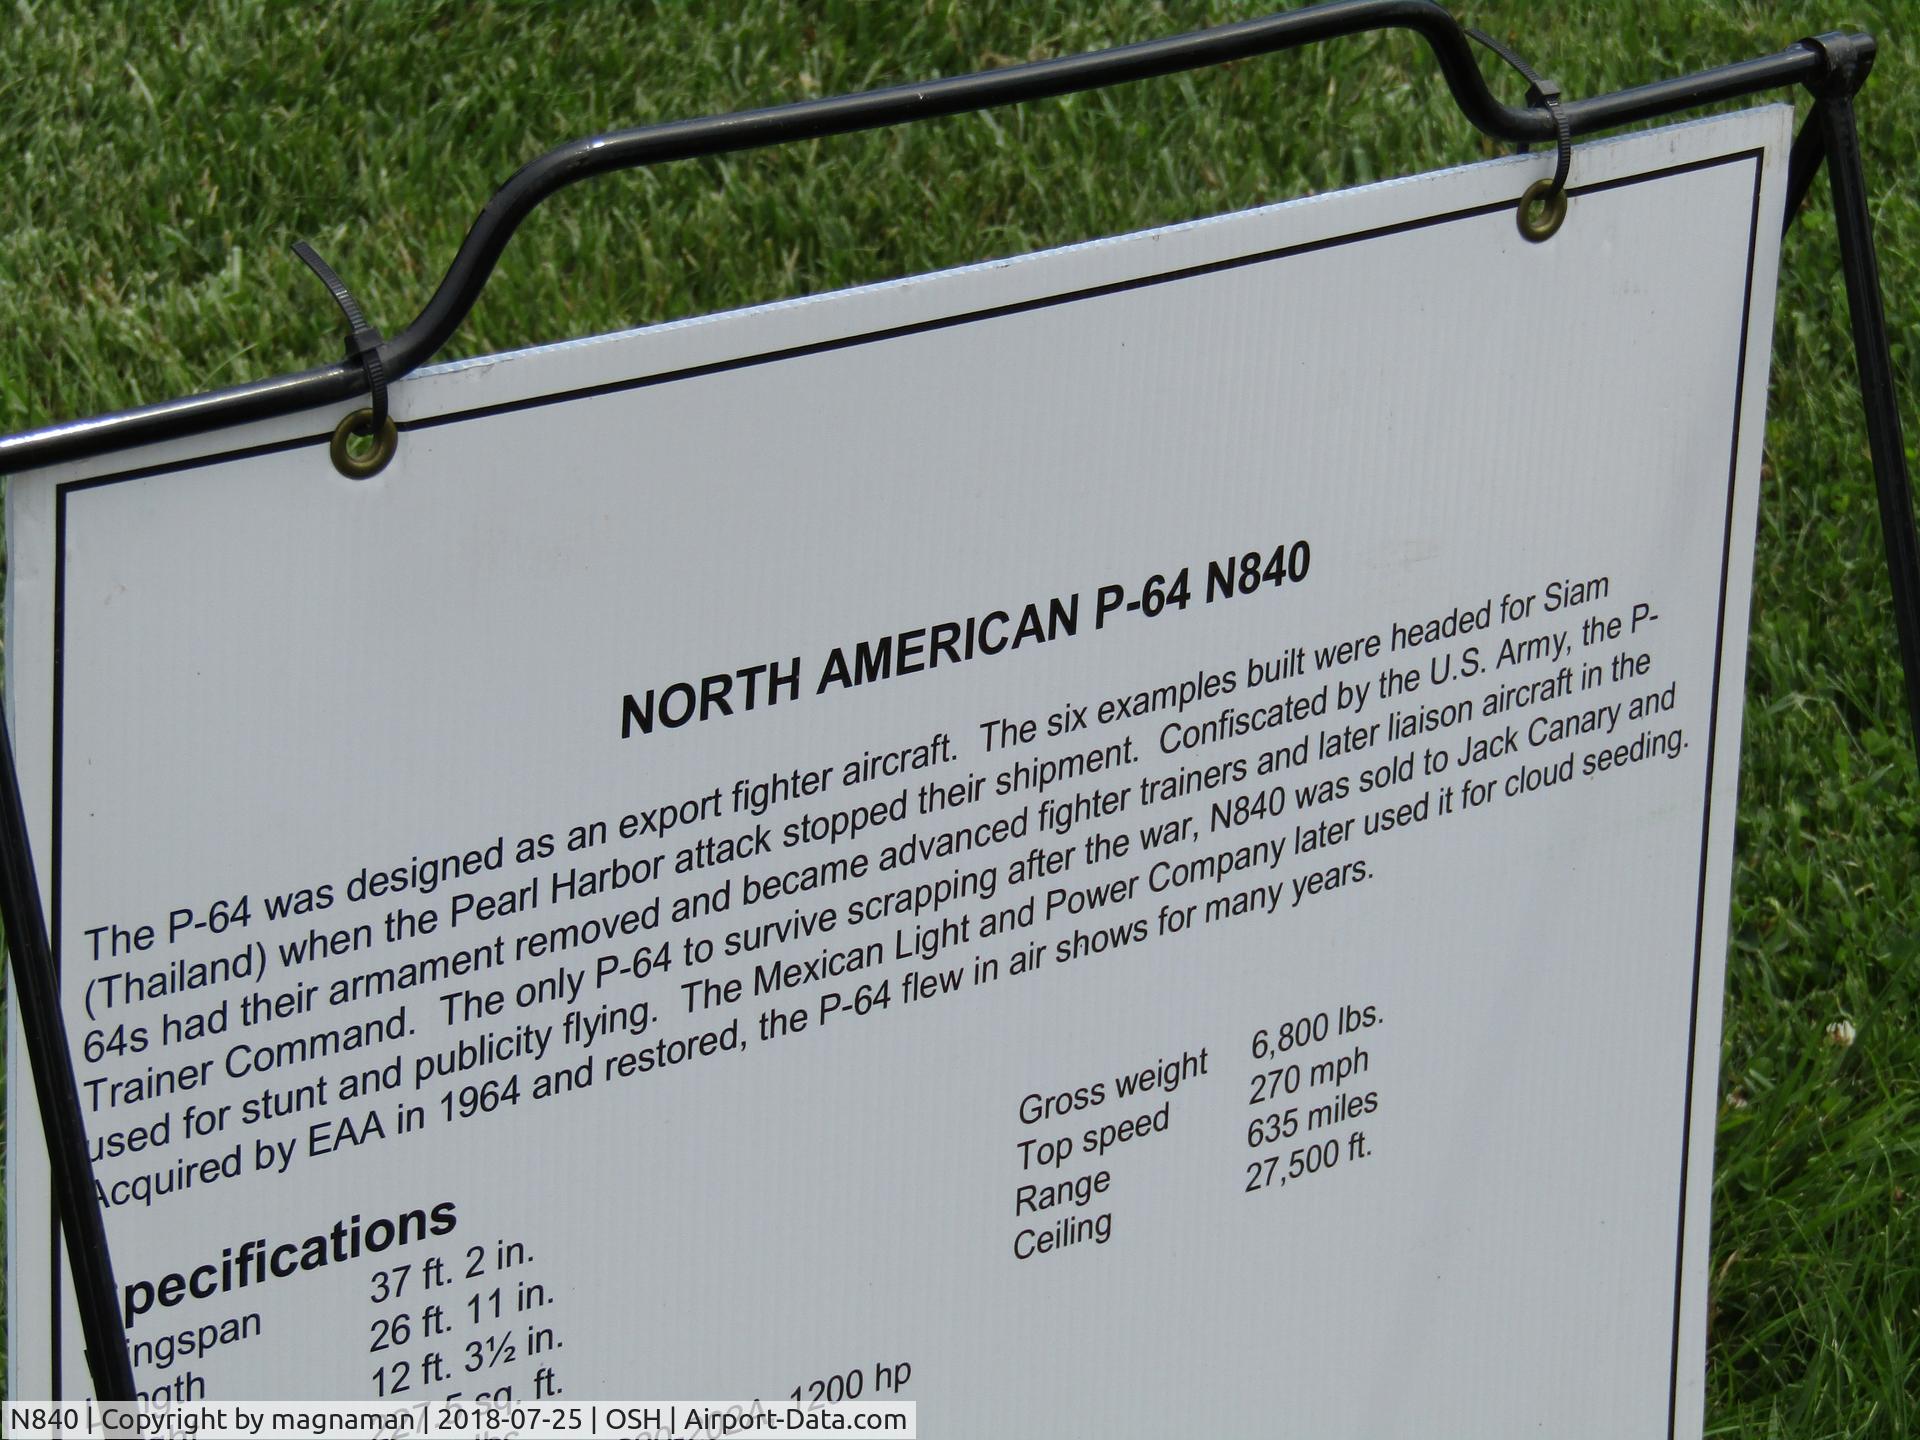 NORTH AMERICAN P-64 N840
The P-64 was designed as an export fighter aircraft. The six examples built were headed for Siam
(Thailand) when the Pearl Harbor attack stopped their shipment. Confiscated by the U.S. Army, the P-
64s had their armament removed and became advanced fighter trainers and later liaison aircraft in the
Trainer Command. The only P-64 to survive scrapping after the war, N840 was sold to Jack Canary and
used for stunt and publicity flying. The Mexican Light and Power Company later used it for cloud seeding.
Acquired by EAA in 1964 and restored, the P-64 flew in air shows for many years.
pecifications
ingspan 37 ft. 2 in.
ngth 26 ft. 11 in.
12 ft. 3½ in.
sq. ft.
1200 hp
Gross weight 6,800 lbs.
Top speed 270 mph
Range 635 miles
Ceiling 27,500 ft.
N840 | Copyright by magnaman | 2018-07-25 | OSH | Airport-Data.com